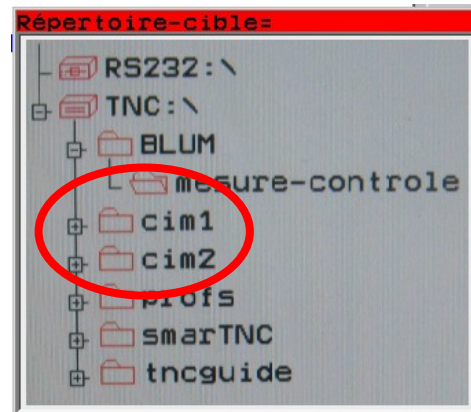 Répertoire-cible=
RS232:\
TNC:\
BLUM
mesure-controle
cim1
cim2
profs
smarTNC
tncguide